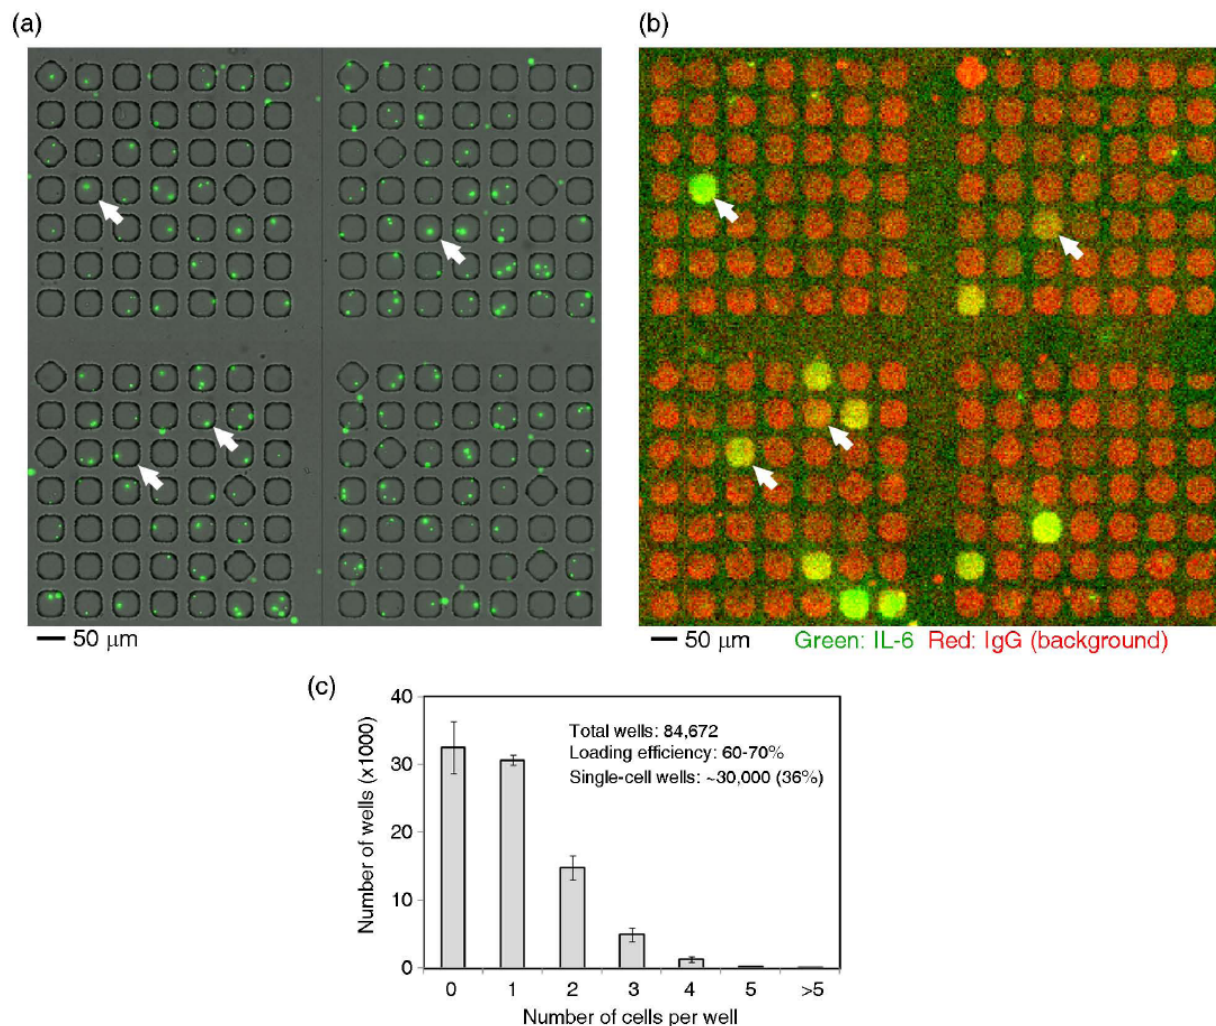 (a)
(b)
50 μm
50 μm
Green: IL-6 Red: IgG (background)
(c)
Number of wells (x1000)
40
30
20
10
0
Total wells: 84,672
Loading efficiency: 60-70%
Single-cell wells: ~30,000 (36%)
0 1 2 3 4 5 >5
Number of cells per well